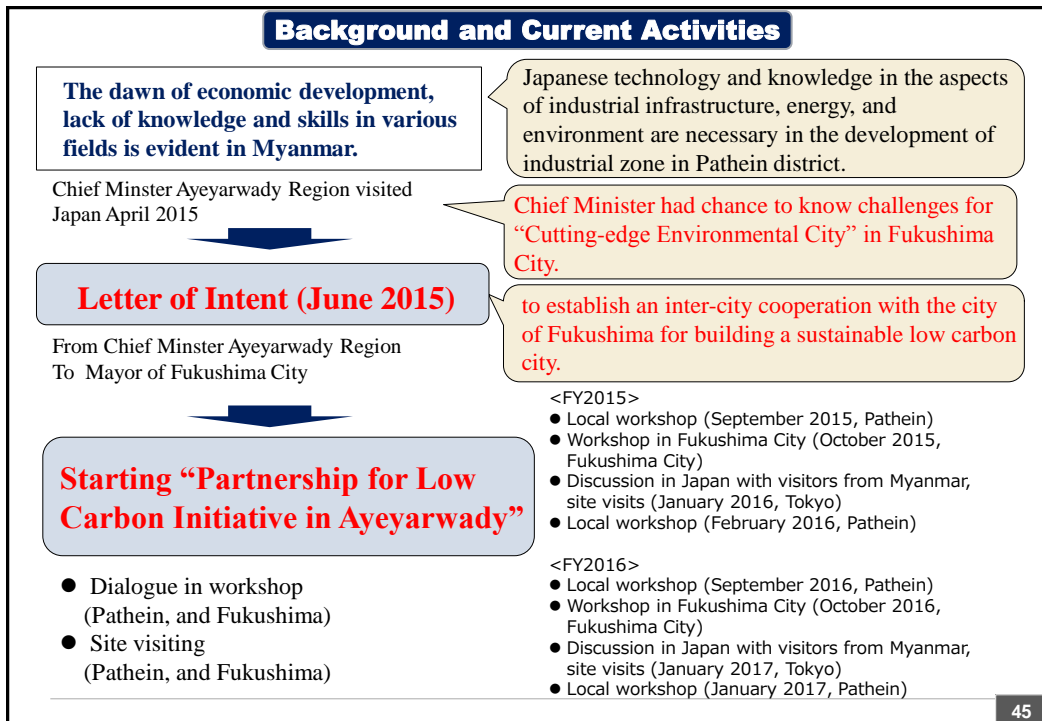 Background and Current Activities
The dawn of economic development,
lack of knowledge and skills in various
fields is evident in Myanmar.
Japanese technology and knowledge in the aspects
of industrial infrastructure, energy, and
environment are necessary in the development of
industrial zone in Pathein district.
Chief Minster Ayeyarwady Region visited
Japan April 2015
Chief Minister had chance to know challenges for
“Cutting-edge Environmental City” in Fukushima
City.
Letter of Intent (June 2015)
to establish an inter-city cooperation with the city
of Fukushima for building a sustainable low carbon
city.
From Chief Minster Ayeyarwady Region
To Mayor of Fukushima City
Starting “Partnership for Low
Carbon Initiative in Ayeyarwady”
● Dialogue in workshop
(Pathein, and Fukushima)
● Site visiting
(Pathein, and Fukushima)
<FY2015>
● Local workshop (September 2015, Pathein)
● Workshop in Fukushima City (October 2015,
Fukushima City)
● Discussion in Japan with visitors from Myanmar,
site visits (January 2016, Tokyo)
● Local workshop (February 2016, Pathein)
<FY2016>
● Local workshop (September 2016, Pathein)
● Workshop in Fukushima City (October 2016,
Fukushima City)
● Discussion in Japan with visitors from Myanmar,
site visits (January 2017, Tokyo)
● Local workshop (January 2017, Pathein)
45